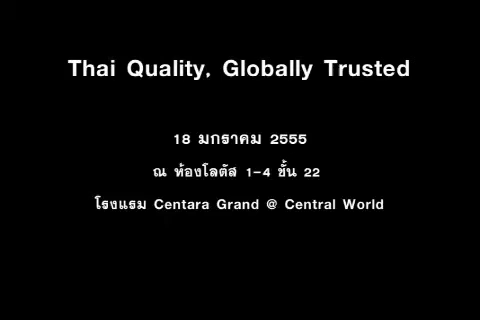 Thai Quality, Globally Trusted
18 มกราคม 2555
ณ ห้องโลตัส 1-4 ชั้น 22
โรงแรม Centara Grand @ Central World